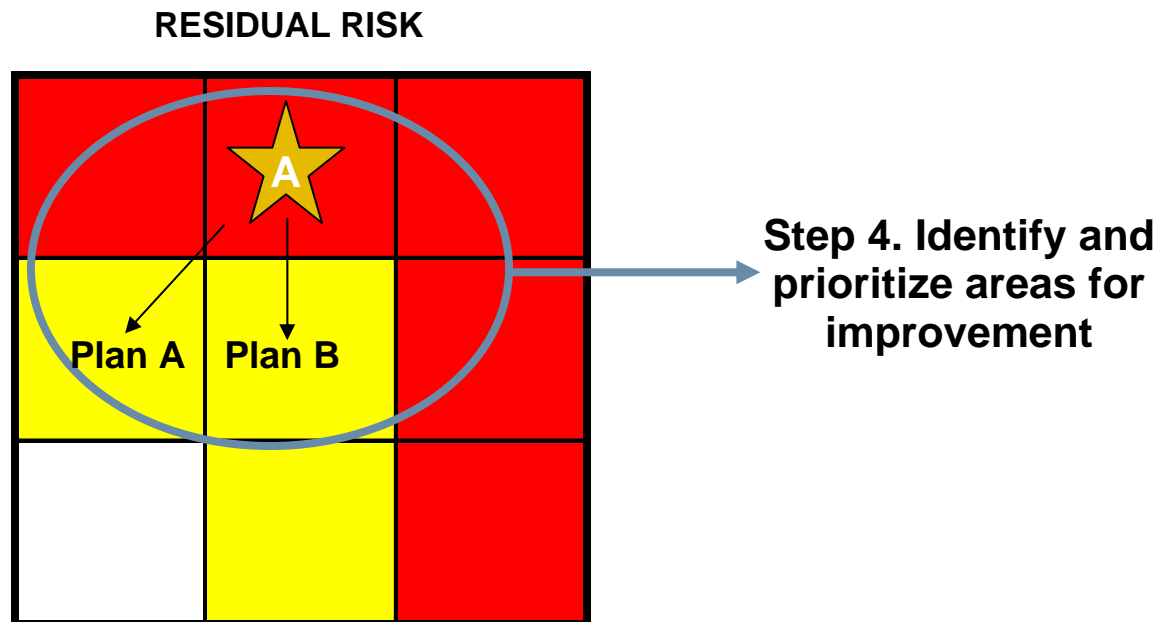 RESIDUAL RISK
A
Plan A
Plan B
Step 4. Identify and
prioritize areas for
improvement